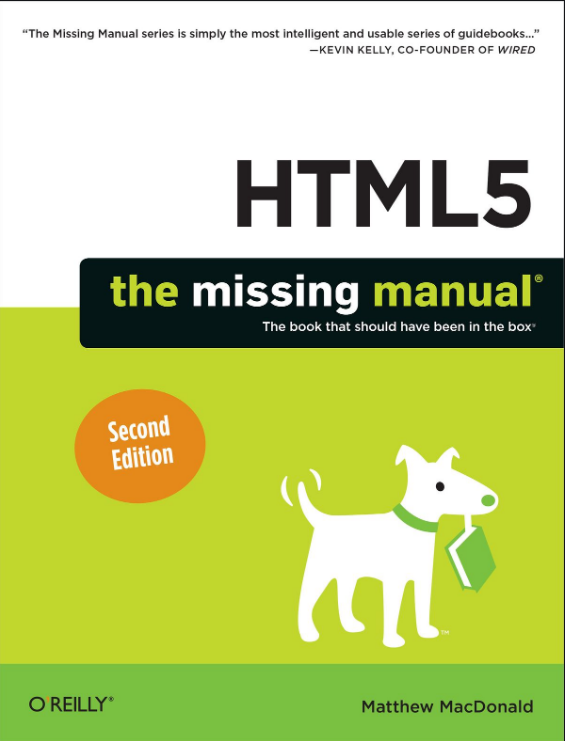 “The Missing Manual series is simply the most intelligent and usable series of guidebooks...”
—KEVIN KELLY, CO-FOUNDER OF WIRED
HTML5
the missing manual®
The book that should have been in the box®
Second
Edition
™
O'REILLY®
Matthew MacDonald